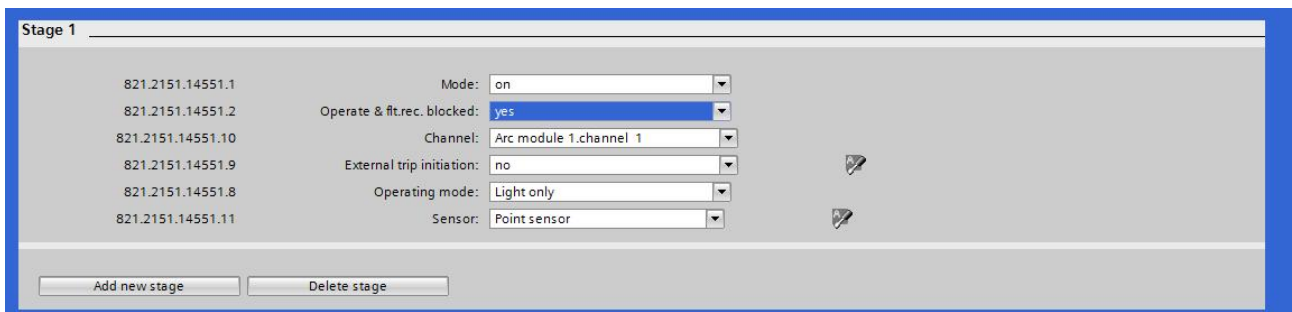 Stage 1
821.2151.14551.1 Mode: on
821.2151.14551.2 Operate & flt.rec. blocked: yes
821.2151.14551.10 Channel: Arc module 1.channel 1
821.2151.14551.9 External trip initiation: no
821.2151.14551.8 Operating mode: Light only
821.2151.14551.11 Sensor: Point sensor
Add new stage Delete stage